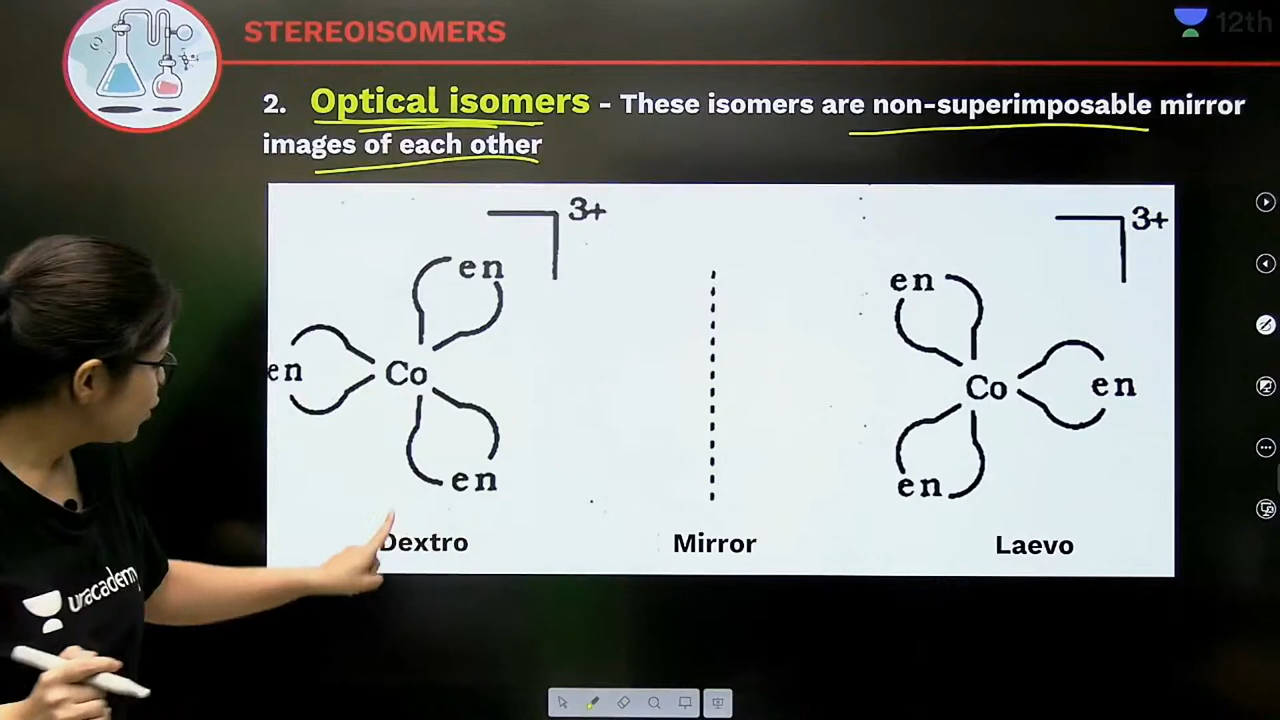 STEREOISOMERS
12th
2. Optical isomers - These isomers are non-superimposable mirror
images of each other
3+
en
en
Co
en
3+
en
Co
en
en
Dextro
Mirror
Laevo
unacademy